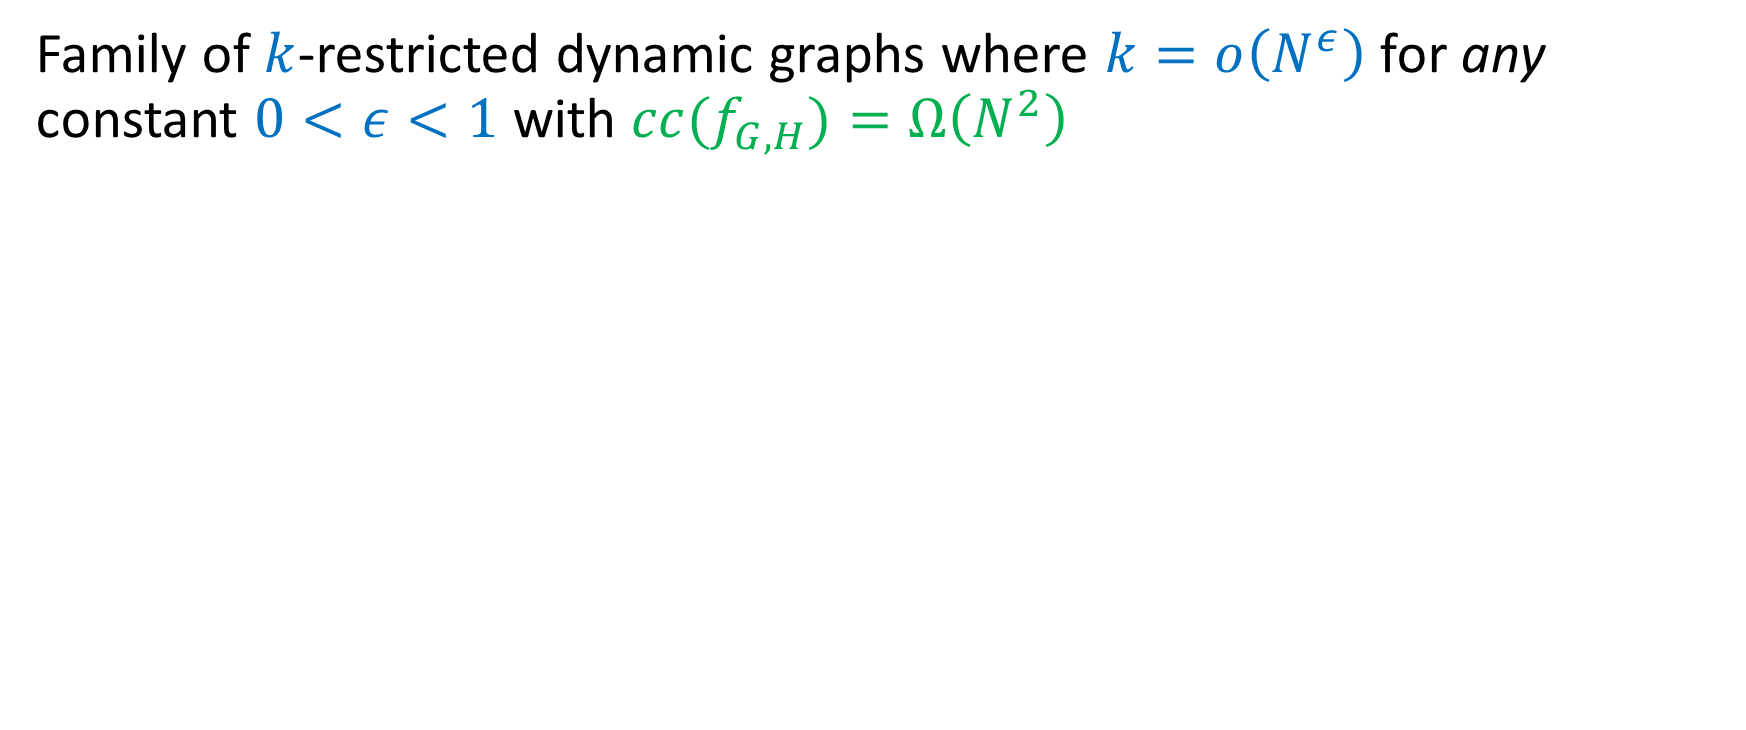 Family of k-restricted dynamic graphs where k = o(N^ϵ) for any
constant 0 < ϵ < 1 with cc(f_{G,H}) = Ω(N^2)